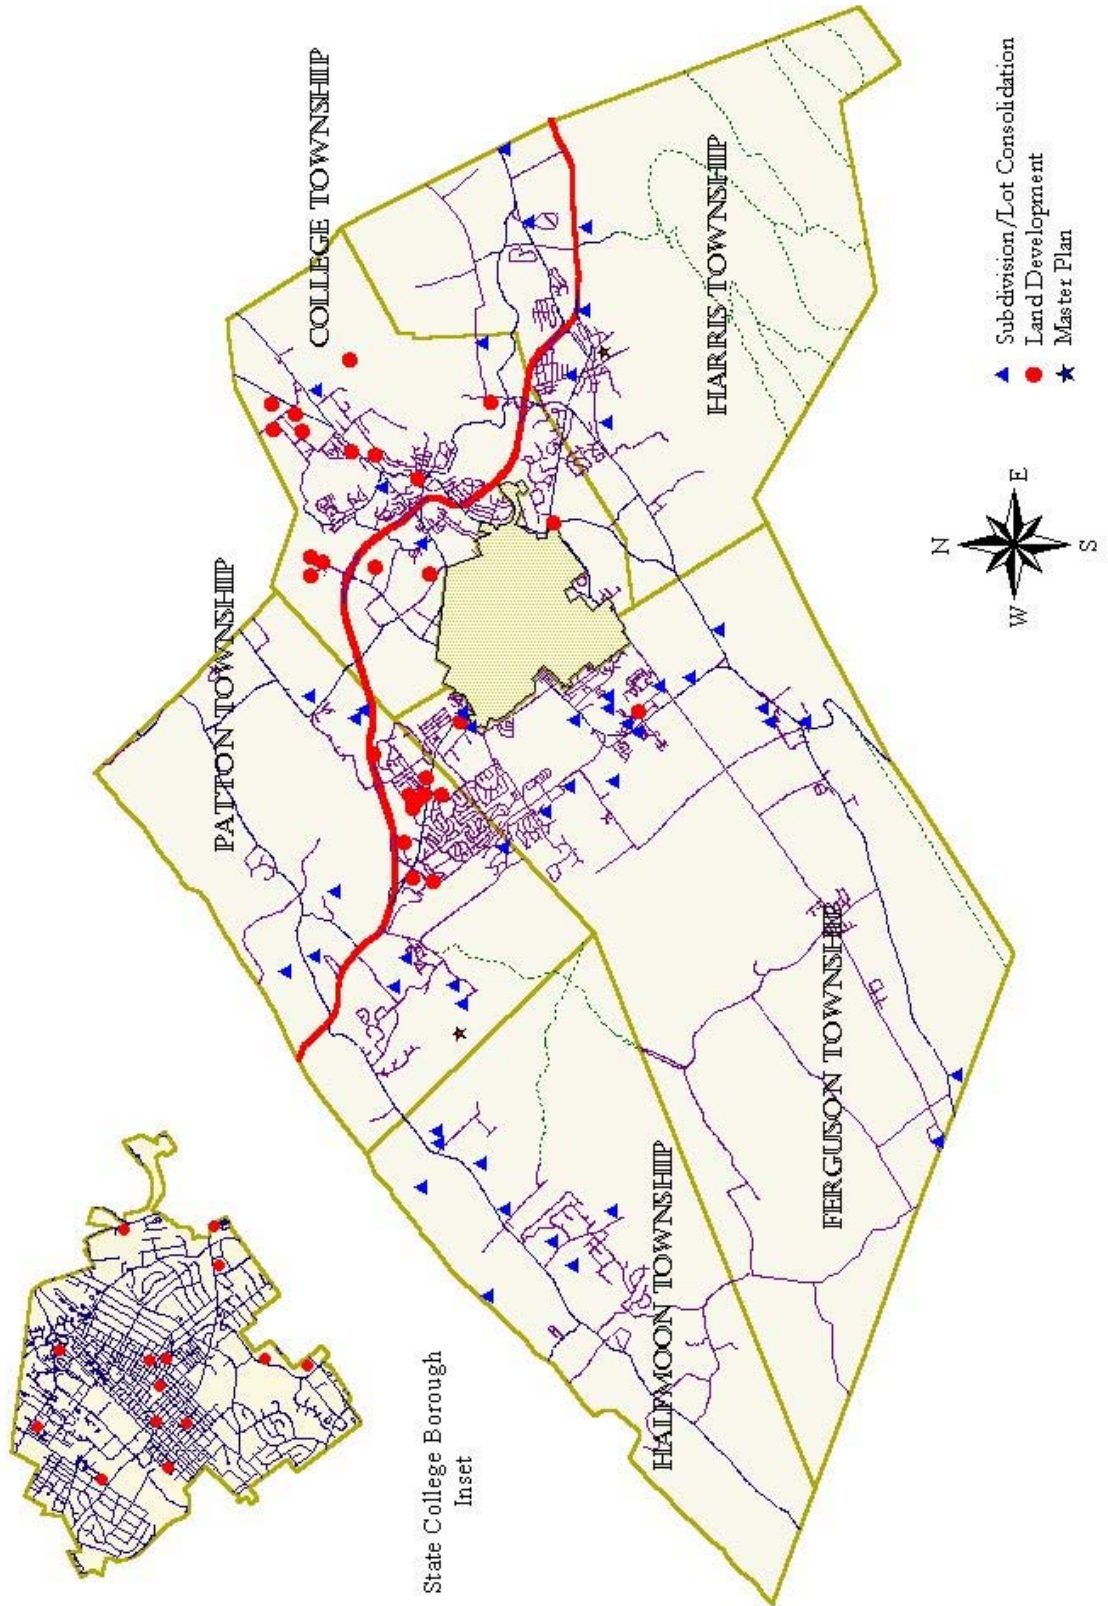 COLLEGE TOWNSHIP
PATTON TOWNSHIP
HARRIS TOWNSHIP
HALFMOON TOWNSHIP
FERGUSON TOWNSHIP
State College Borough
Inset
N
W
E
S
Subdivision/Lot Consolidation
Land Development
Master Plan